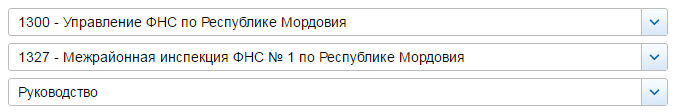 1300 - Управление ФНС по Республике Мордовия
1327 - Межрайонная инспекция ФНС № 1 по Республике Мордовия
Руководство